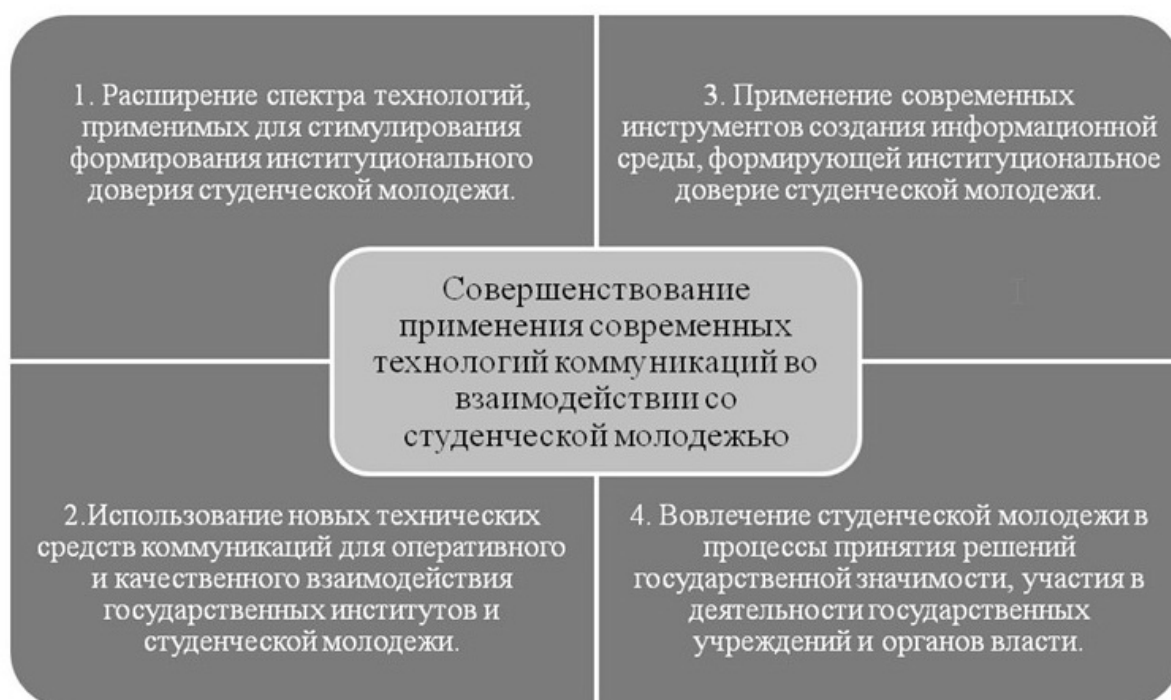 1. Расширение спектра технологий,
применимых для стимулирования
формирования институционального
доверия студенческой молодежи.
3. Применение современных
инструментов создания информационной
среды, формирующей институциональное
доверие студенческой молодежи.
Совершенствование
применения современных
технологий коммуникаций во
взаимодействии со
студенческой молодежью
2.Использование новых технических
средств коммуникаций для оперативного
и качественного взаимодействия
государственных институтов и
студенческой молодежи.
4. Вовлечение студенческой молодежи в
процессы принятия решений
государственной значимости, участия в
деятельности государственных
учреждений и органов власти.